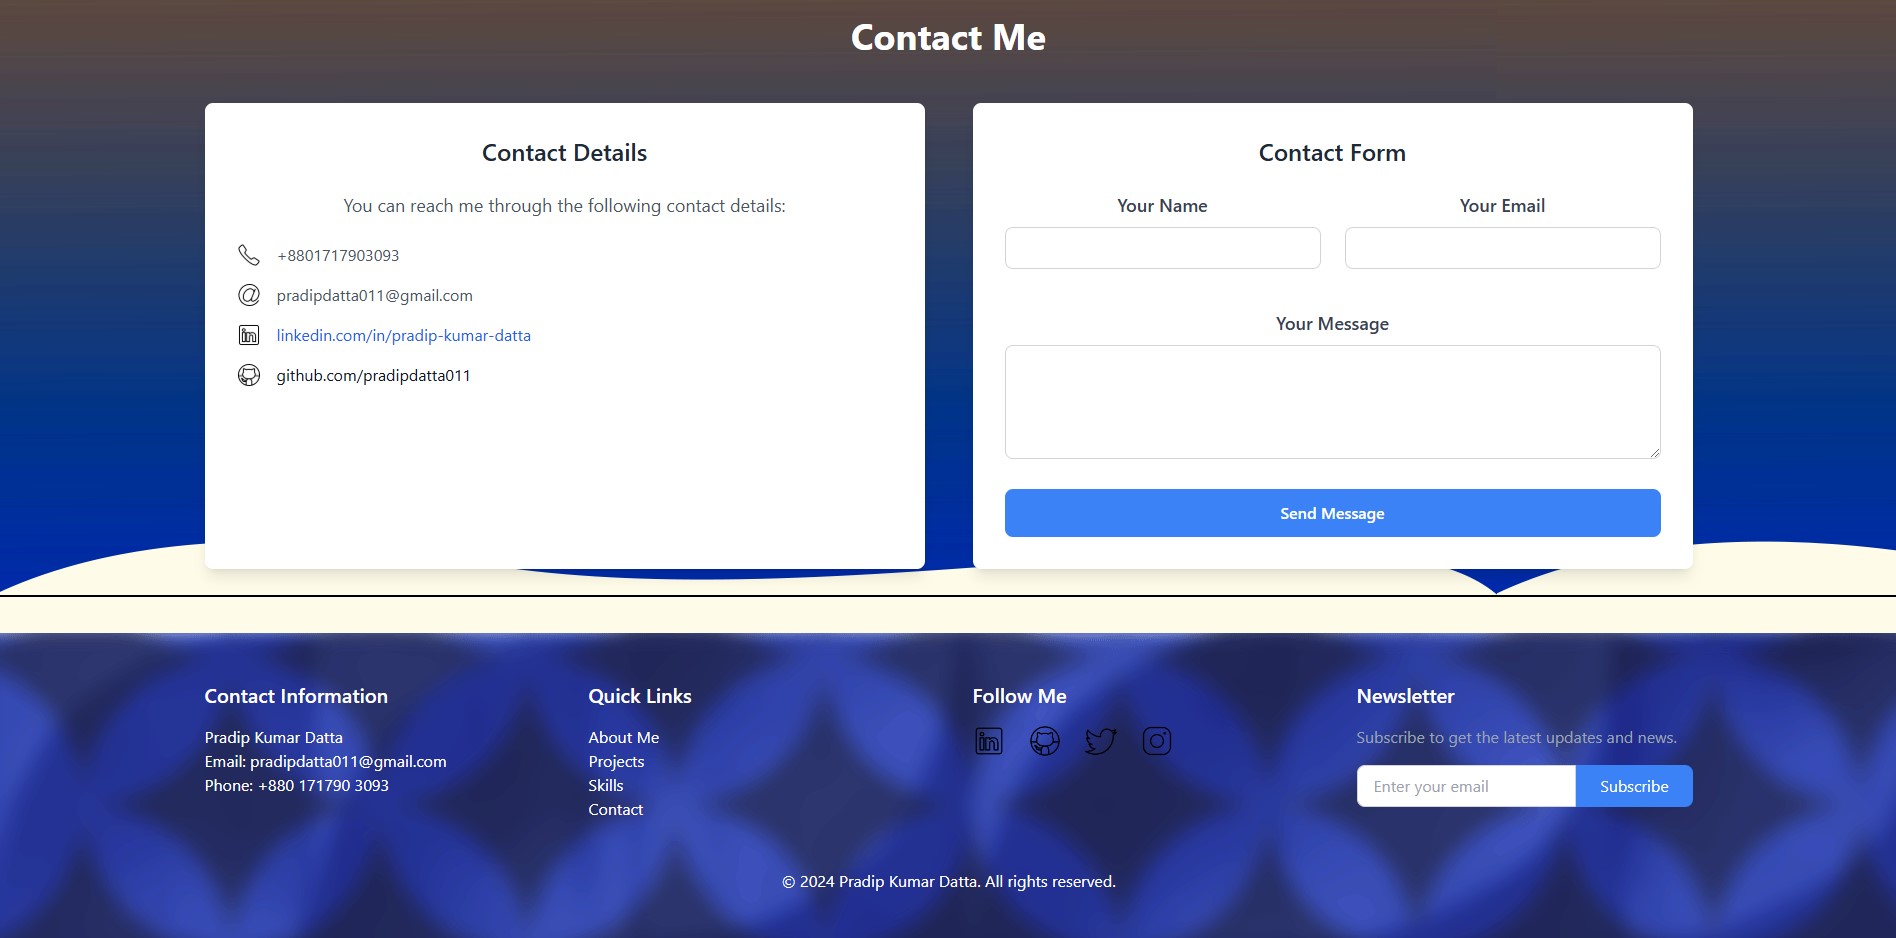 Contact Me
Contact Details
You can reach me through the following contact details:
+8801717903093
pradipdatta011@gmail.com
linkedin.com/in/pradip-kumar-datta
github.com/pradipdatta011
Contact Form
Your Name
Your Email
Your Message
Send Message
Contact Information
Pradip Kumar Datta
Email: pradipdatta011@gmail.com
Phone: +880 171790 3093
Quick Links
About Me
Projects
Skills
Contact
Follow Me
Newsletter
Subscribe to get the latest updates and news.
Enter your email
Subscribe
© 2024 Pradip Kumar Datta. All rights reserved.